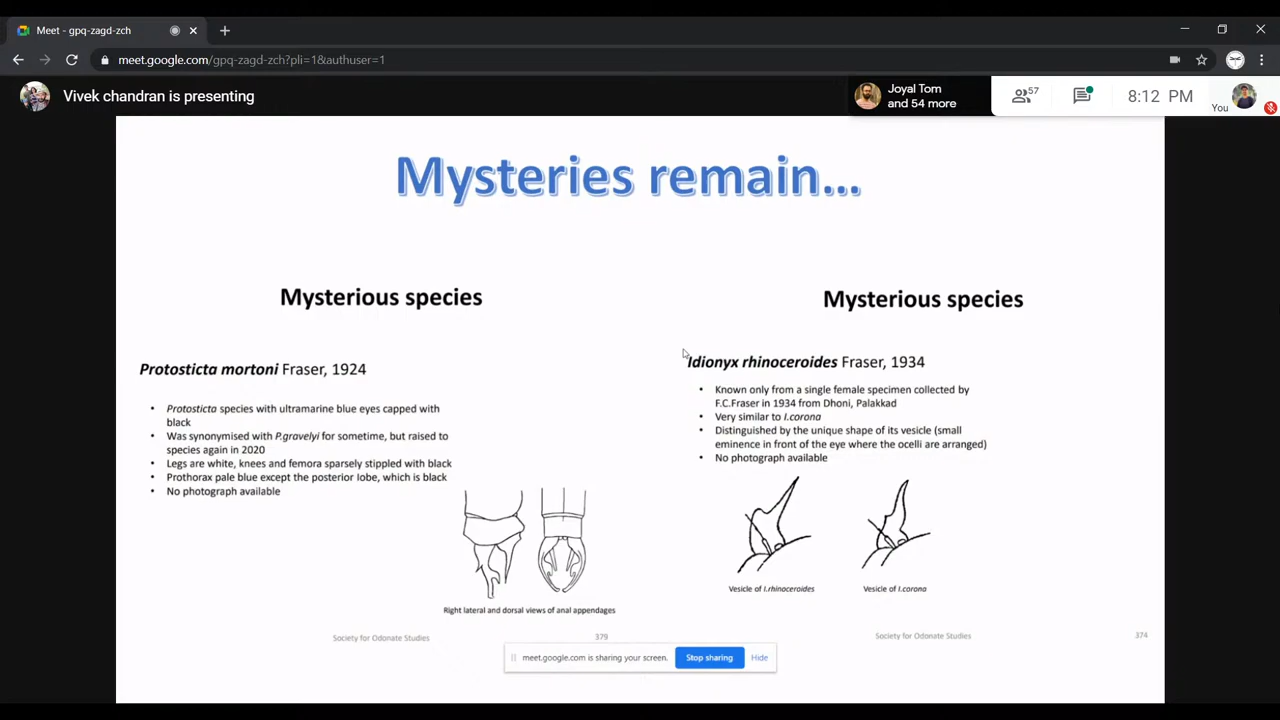 Meet - gpq-zagd-zch
meet.google.com/gpq-zagd-zch?pli=1&authuser=1
Vivek chandran is presenting
Joyal Tom
and 54 more
57
8:12 PM
You
Mysteries remain...
Mysterious species
Protosticta mortoni Fraser, 1924
• Protosticta species with ultramarine blue eyes capped with
black
• Was synonymised with P.gravelyi for sometime, but raised to
species again in 2020
• Legs are white, knees and femora sparsely stippled with black
• Prothorax pale blue except the posterior lobe, which is black
• No photograph available
Right lateral and dorsal views of anal appendages
Society for Odonate Studies
379
Mysterious species
Idionyx rhinoceroides Fraser, 1934
• Known only from a single female specimen collected by
F.C.Fraser in 1934 from Dhoni, Palakkad
• Very similar to I.corona
• Distinguished by the unique shape of its vesicle (small
eminence in front of the eye where the ocelli are arranged)
• No photograph available
Vesicle of I.rhinoceroides
Vesicle of I.corona
Society for Odonate Studies
374
meet.google.com is sharing your screen.
Stop sharing
Hide